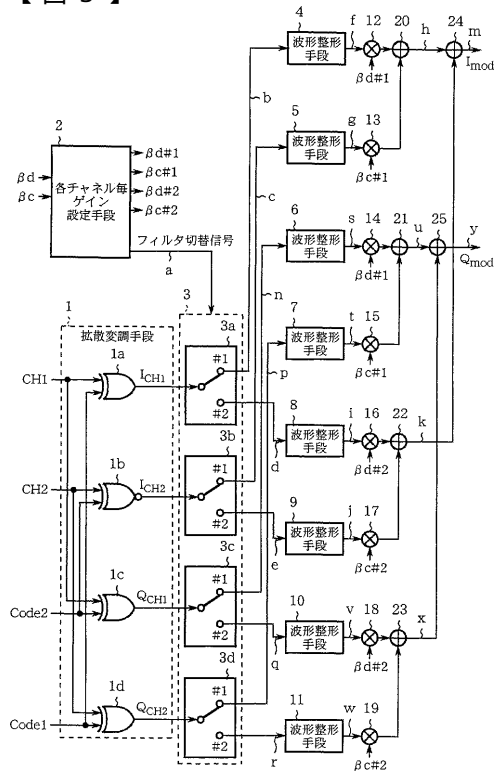 【図3】
4
波形整形
手段
f
12
20
h
24
m
Imod
βd#1
b
5
波形整形
手段
g
13
βc#1
c
2
βd
βc
各チャネル毎
ゲイン
設定手段
βd#1
βc#1
βd#2
βc#2
フィルタ切替信号
a
6
波形整形
手段
s
14
21
u
25
y
Qmod
βd#1
n
7
波形整形
手段
t
15
βc#1
p
1
拡散変調手段
3
CH1
1a
ICH1
3a
#1
#2
8
波形整形
手段
i
16
22
k
βd#2
d
CH2
1b
ICH2
3b
#1
#2
9
波形整形
手段
j
17
βc#2
e
Code2
1c
QCH1
3c
#1
#2
10
波形整形
手段
v
18
23
x
βd#2
q
Code1
1d
QCH2
3d
#1
#2
11
波形整形
手段
w
19
βc#2
r